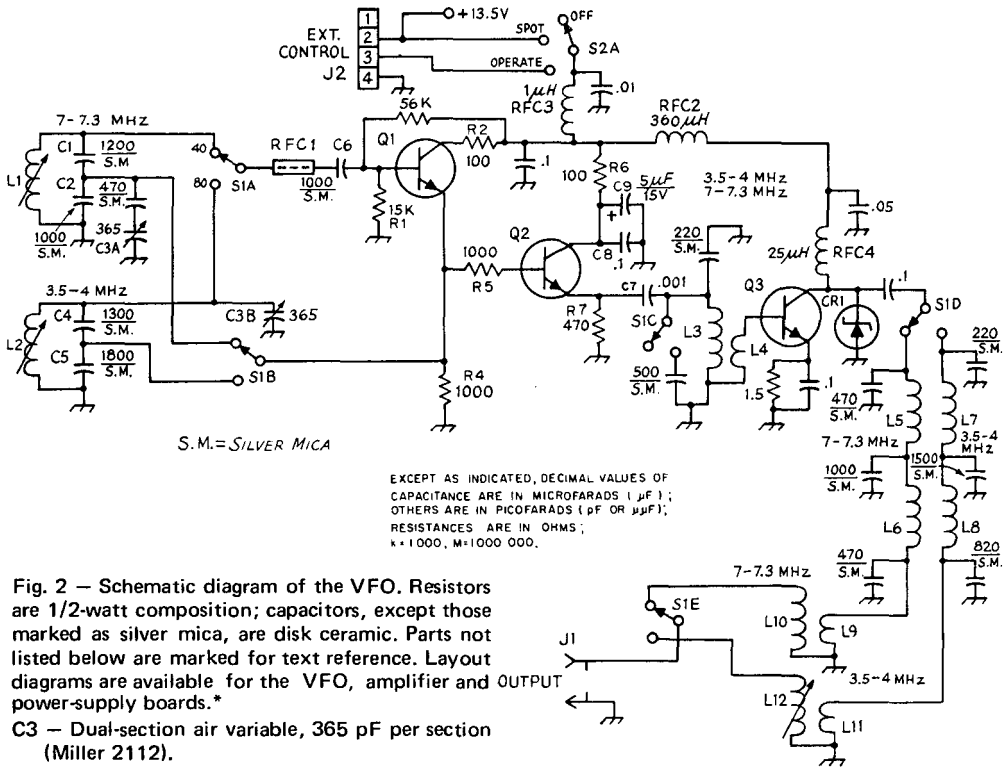 1
2
3
4
EXT.
CONTROL
J2
+13.5V
SPOT
OPERATE
OFF
S2A
.01
1μH
RFC3
RFC2
360μH
56K
Q1
R2
100
.1
R6
100
C9
5μF
15V
+
C8
.1
3.5-4 MHz
7-7.3 MHz
.05
25μH
RFC4
7-7.3 MHz
L1
C1
1200
S.M.
C2
1000
S.M.
470
S.M.
365
C3A
40
80
S1A
RFC1
C6
1000
S.M.
15K
R1
Q2
1000
R5
R7
470
C7
.001
220
S.M.
S1C
500
S.M.
L3
L4
Q3
1.5
.1
CR1
.1
S1D
220
S.M.
3.5-4 MHz
L2
C4
1300
S.M.
C5
1800
S.M.
C3B
365
S1B
R4
1000
470
S.M.
L5
L7
7-7.3 MHz
3.5-4
MHz
1000
S.M.
1500
S.M.
L6
L8
470
S.M.
820
S.M.
S.M.= SILVER MICA
EXCEPT AS INDICATED, DECIMAL VALUES OF
CAPACITANCE ARE IN MICROFARADS (μF);
OTHERS ARE IN PICOFARADS (pF OR μμF);
RESISTANCES ARE IN OHMS;
k=1000, M=1000 000.
7-7.3 MHz
S1E
L10
L9
J1
OUTPUT
3.5-4 MHz
L12
L11
Fig. 2 — Schematic diagram of the VFO. Resistors
are 1/2-watt composition; capacitors, except those
marked as silver mica, are disk ceramic. Parts not
listed below are marked for text reference. Layout
diagrams are available for the VFO, amplifier and
power-supply boards.*
C3 — Dual-section air variable, 365 pF per section
(Miller 2112).